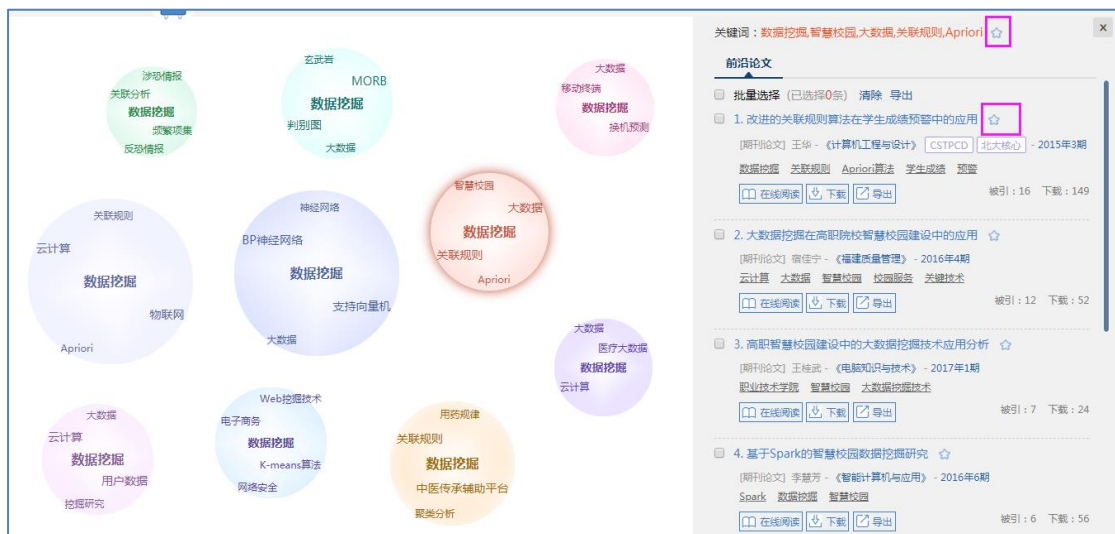 涉恐情报
关联分析
数据挖掘
频繁项集
反恐情报
玄武岩
MORB
数据挖掘
判别图
大数据
大数据
移动终端
数据挖掘
换机预测
关联规则
云计算
数据挖掘
物联网
Apriori
神经网络
BP神经网络
数据挖掘
支持向量机
大数据
智慧校园
大数据
数据挖掘
关联规则
Apriori
大数据
医疗大数据
数据挖掘
云计算
大数据
云计算
数据挖掘
用户数据
挖掘研究
Web挖掘技术
电子商务
数据挖掘
K-means算法
网络安全
用药规律
关联规则
数据挖掘
中医传承辅助平台
聚类分析
关键词：数据挖掘,智慧校园,大数据,关联规则,Apriori
x
前沿论文
批量选择 (已选择0条) 清除 导出
1. 改进的关联规则算法在学生成绩预警中的应用
[期刊论文] 王华 - 《计算机工程与设计》 CSTPCD 北大核心 - 2015年3期
数据挖掘 关联规则 Apriori算法 学生成绩 预警
在线阅读 下载 导出 被引：16 下载：149
2. 大数据挖掘在高职院校智慧校园建设中的应用
[期刊论文] 宿佳宁 - 《福建质量管理》 - 2016年4期
云计算 大数据 智慧校园 校园服务 关键技术
在线阅读 下载 导出 被引：12 下载：52
3. 高职智慧校园建设中的大数据挖掘技术应用分析
[期刊论文] 王桂武 - 《电脑知识与技术》 - 2017年1期
职业技术学院 智慧校园 大数据挖掘技术
在线阅读 下载 导出 被引：7 下载：24
4. 基于Spark的智慧校园数据挖掘研究
[期刊论文] 李慧芳 - 《智能计算机与应用》 - 2016年6期
Spark 数据挖掘 智慧校园
在线阅读 下载 导出 被引：6 下载：56